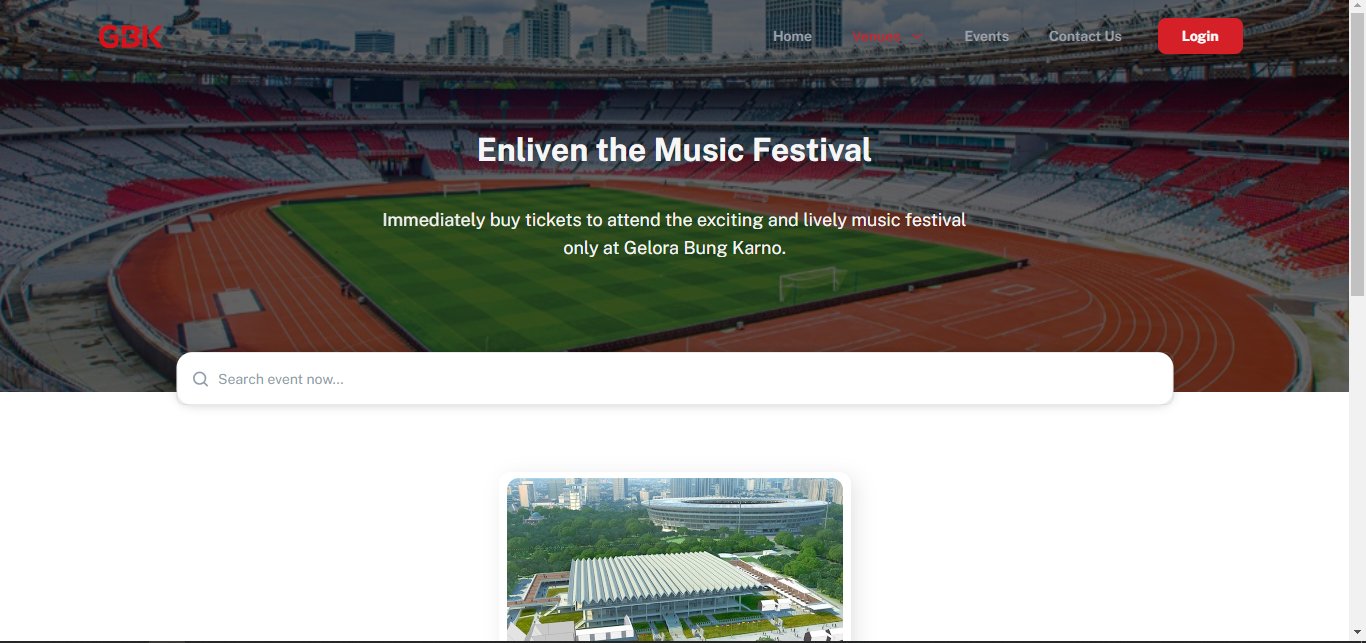 GBK
Home
Venues
Events
Contact Us
Login
Enliven the Music Festival
Immediately buy tickets to attend the exciting and lively music festival
only at Gelora Bung Karno.
Search event now...